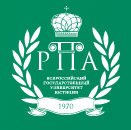 РПА
ВСЕРОССИЙСКИЙ
ГОСУДАРСТВЕННЫЙ
УНИВЕРСИТЕТ
ЮСТИЦИИ
1970